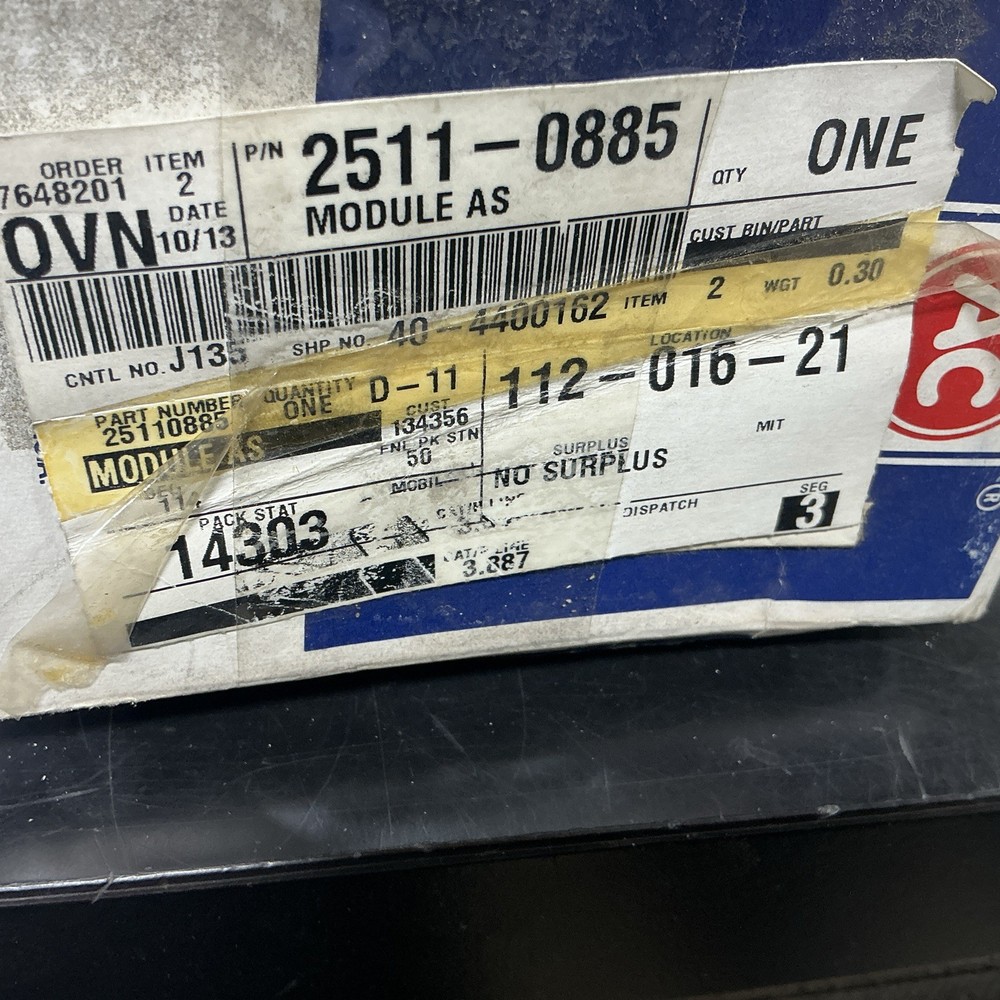 ORDER ITEM P/N 2511-0885 QTY ONE
7648201 2
OVN DATE 10/13 MODULE AS
CUST BIN/PART
CNTL NO. J135 SHP NO. 40-4400162 ITEM 2 WGT 0.30
PART NUMBER QUANTITY D-11 112-016-21 LOCATION
25110885 ONE CUST
134356
MODULE AS FNL PK STN SURPLUS MIT
50 NO SURPLUS
114 MOBIL
PACK STAT DISPATCH SEG
14303 3
3.887
AC